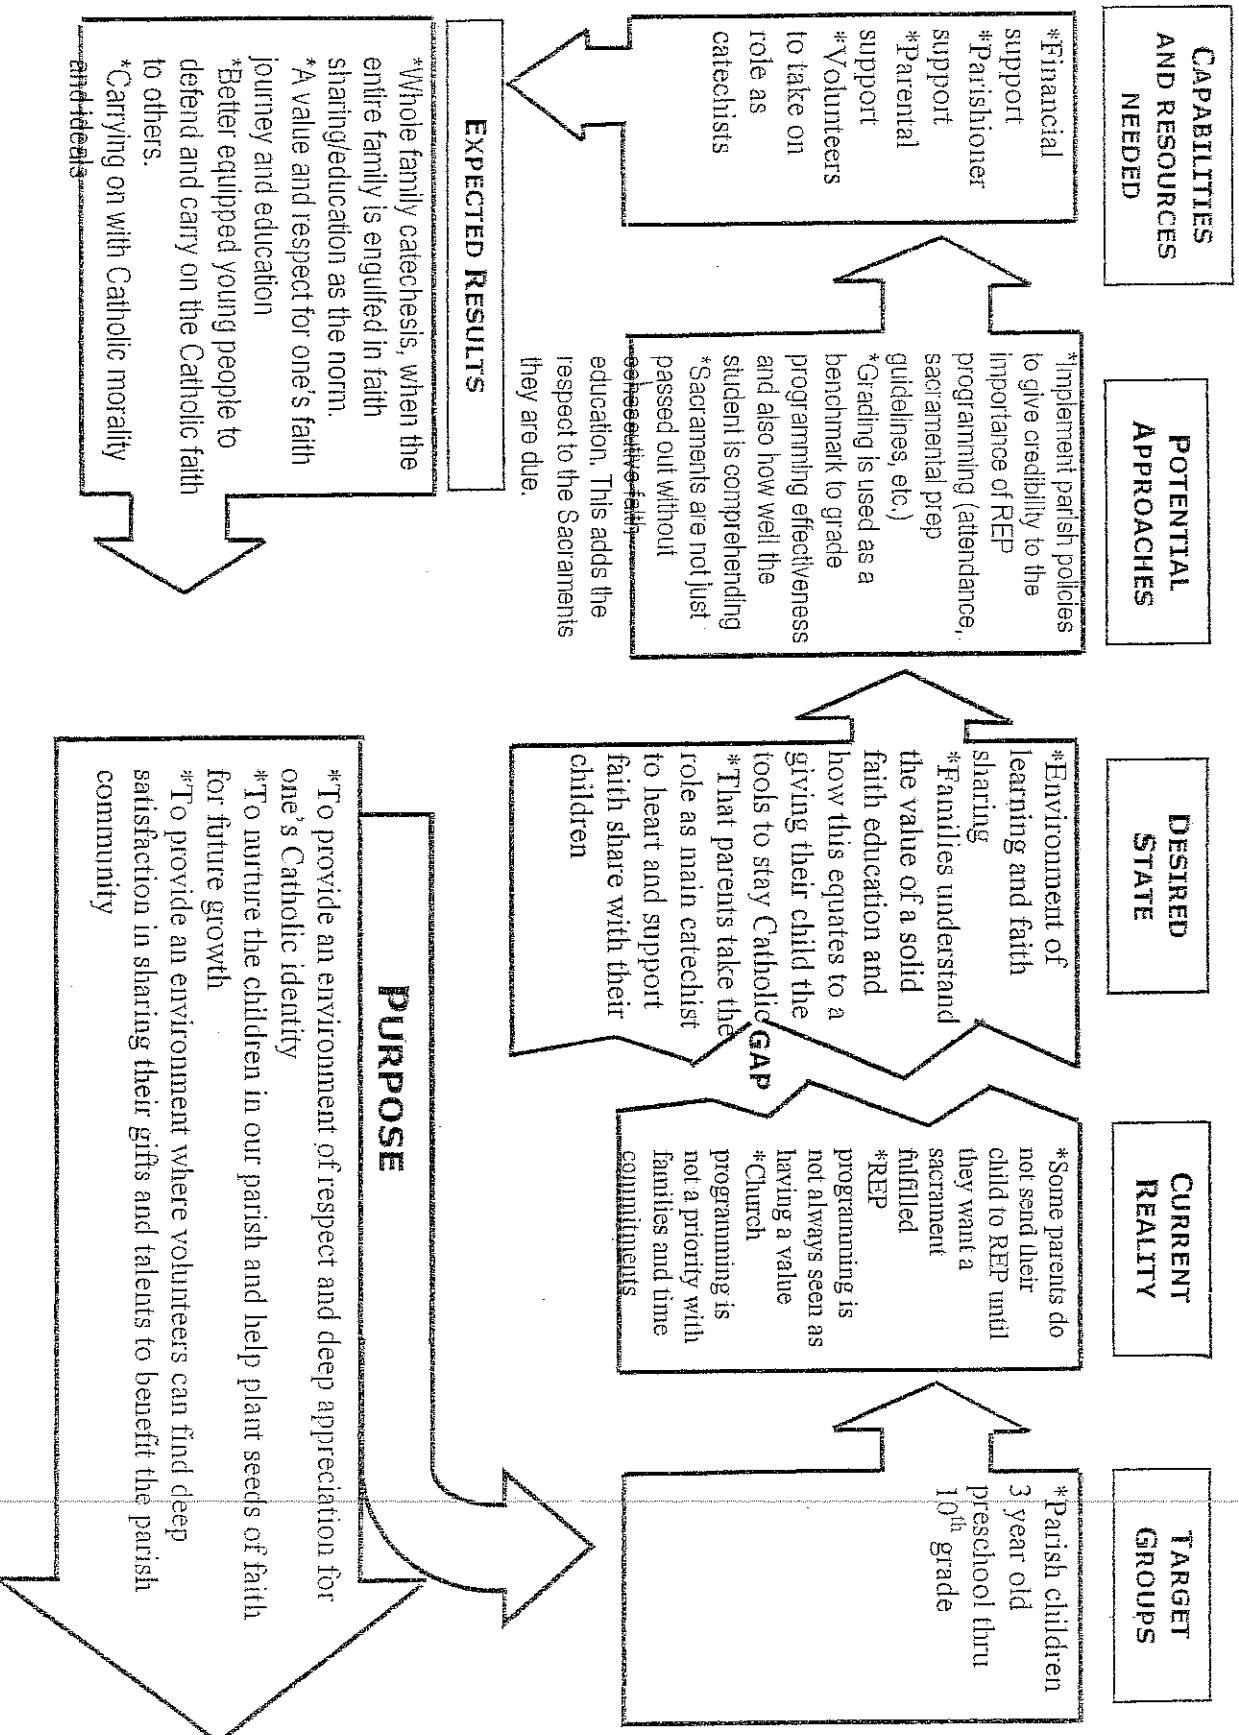 CAPABILITIES
AND RESOURCES
NEEDED
*Financial
support
*Parishioner
support
*Parental
support
*Volunteers
to take on
role as
catechists
POTENTIAL
APPROACHES
*Implement parish policies
to give credibility to the
importance of REP
programming (attendance,
sacramental prep
guidelines, etc.)
*Grading is used as a
benchmark to grade
programming effectiveness
and also how well the
student is comprehending
*Sacraments are not just
passed out without
consecutive faith
education. This adds the
respect to the Sacraments
they are due.
DESIRED
STATE
*Environment of
learning and faith
sharing
*Families understand
the value of a solid
faith education and
how this equates to a
giving their child the
tools to stay Catholic
*That parents take the
role as main catechist
to heart and support
faith share with their
children
GAP
CURRENT
REALITY
*Some parents do
not send their
child to REP until
they want a
sacrament
fulfilled
*REP
programming is
not always seen as
having a value
*Church
programming is
not a priority with
families and time
commitments
TARGET
GROUPS
*Parish children
3 year old
preschool thru
10th grade
EXPECTED RESULTS
*Whole family catechesis, when the
entire family is engulfed in faith
sharing/education as the norm.
*A value and respect for one's faith
journey and education
*Better equipped young people to
defend and carry on the Catholic faith
to others.
*Carrying on with Catholic morality
and ideals
PURPOSE
*To provide an environment of respect and deep appreciation for
one's Catholic identity
*To nurture the children in our parish and help plant seeds of faith
for future growth
*To provide an environment where volunteers can find deep
satisfaction in sharing their gifts and talents to benefit the parish
community